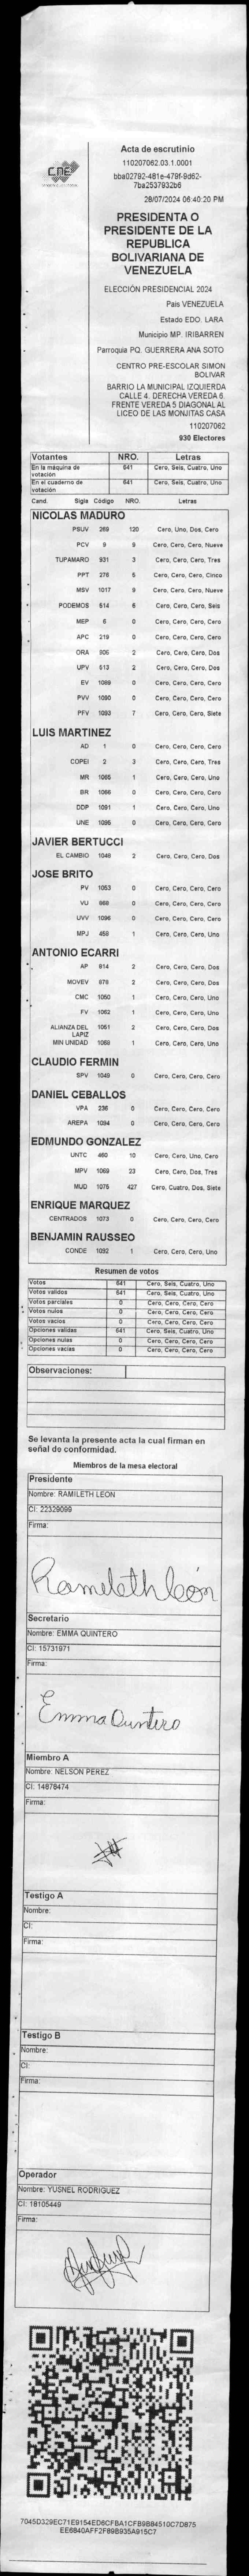 CNE
Acta de escrutinio
110207062.03.1.0001
bba02792-481e-479f-9d62-
7ba2537932b6
28/07/2024 06:40:20 PM
PRESIDENTA O
PRESIDENTE DE LA
REPUBLICA
BOLIVARIANA DE
VENEZUELA
ELECCIÓN PRESIDENCIAL 2024
Pais VENEZUELA
Estado EDO. LARA
Municipio MP. IRIBARREN
Parroquia PQ. GUERRERA ANA SOTO
CENTRO PRE-ESCOLAR SIMON
BOLIVAR
BARRIO LA MUNICIPAL IZQUIERDA
CALLE 4. DERECHA VEREDA 6.
FRENTE VEREDA 5 DIAGONAL AL
LICEO DE LAS MONJITAS CASA
110207062
930 Electores
Votantes NRO. Letras
En la máquina de votación 641 Cero, Seis, Cuatro, Uno
En el cuaderno de votación 641 Cero, Seis, Cuatro, Uno
Cand. Sigla Código NRO. Letras
NICOLAS MADURO
PSUV 269 120 Cero, Uno, Dos, Cero
PCV 9 9 Cero, Cero, Cero, Nueve
TUPAMARO 931 3 Cero, Cero, Cero, Tres
PPT 276 5 Cero, Cero, Cero, Cinco
MSV 1017 9 Cero, Cero, Cero, Nueve
PODEMOS 514 6 Cero, Cero, Cero, Seis
MEP 6 0 Cero, Cero, Cero, Cero
APC 219 0 Cero, Cero, Cero, Cero
ORA 906 2 Cero, Cero, Cero, Dos
UPV 513 2 Cero, Cero, Cero, Dos
EV 1089 0 Cero, Cero, Cero, Cero
PVV 1090 0 Cero, Cero, Cero, Cero
PFV 1093 7 Cero, Cero, Cero, Siete
LUIS MARTINEZ
AD 1 0 Cero, Cero, Cero, Cero
COPEI 2 3 Cero, Cero, Cero, Tres
MR 1065 1 Cero, Cero, Cero, Uno
BR 1066 0 Cero, Cero, Cero, Cero
DDP 1091 1 Cero, Cero, Cero, Uno
UNE 1095 0 Cero, Cero, Cero, Cero
JAVIER BERTUCCI
EL CAMBIO 1048 2 Cero, Cero, Cero, Dos
JOSE BRITO
PV 1053 0 Cero, Cero, Cero, Cero
VU 868 0 Cero, Cero, Cero, Cero
UVV 1096 0 Cero, Cero, Cero, Cero
MPJ 458 1 Cero, Cero, Cero, Uno
ANTONIO ECARRI
AP 814 2 Cero, Cero, Cero, Dos
MOVEV 878 2 Cero, Cero, Cero, Dos
CMC 1050 1 Cero, Cero, Cero, Uno
FV 1062 1 Cero, Cero, Cero, Uno
ALIANZA DEL LAPIZ 1061 2 Cero, Cero, Cero, Dos
MIN UNIDAD 1069 1 Cero, Cero, Cero, Uno
CLAUDIO FERMIN
SPV 1049 0 Cero, Cero, Cero, Cero
DANIEL CEBALLOS
VPA 236 0 Cero, Cero, Cero, Cero
AREPA 1094 0 Cero, Cero, Cero, Cero
EDMUNDO GONZALEZ
UNTC 460 10 Cero, Cero, Uno, Cero
MPV 1069 23 Cero, Cero, Dos, Tres
MUD 1075 427 Cero, Cuatro, Dos, Siete
ENRIQUE MARQUEZ
CENTRADOS 1073 0 Cero, Cero, Cero, Cero
BENJAMIN RAUSSEO
CONDE 1092 1 Cero, Cero, Cero, Uno
Resumen de votos
Votos 641 Cero, Seis, Cuatro, Uno
Votos validos 641 Cero, Seis, Cuatro, Uno
Votos parciales 0 Cero, Cero, Cero, Cero
Votos nulos 0 Cero, Cero, Cero, Cero
Votos vacios 0 Cero, Cero, Cero, Cero
Opciones validas 641 Cero, Seis, Cuatro, Uno
Opciones nulas 0 Cero, Cero, Cero, Cero
Opciones vacias 0 Cero, Cero, Cero, Cero
Observaciones:
Se levanta la presente acta la cual firman en
señal de conformidad.
Miembros de la mesa electoral
Presidente
Nombre: RAMILETH LEON
CI: 22329099
Firma:
Ramileth león
Secretario
Nombre: EMMA QUINTERO
CI: 15731971
Firma:
Emma Quintero
Miembro A
Nombre: NELSON PEREZ
CI: 14878474
Firma:
Testigo A
Nombre:
CI:
Firma:
Testigo B
Nombre:
CI:
Firma:
Operador
Nombre: YUSNEL RODRIGUEZ
CI: 18105449
Firma:
7045D329EC71E9154ED8CFBA1CFB9B84510C7D875
EE6840AFF2F89B935A915C7